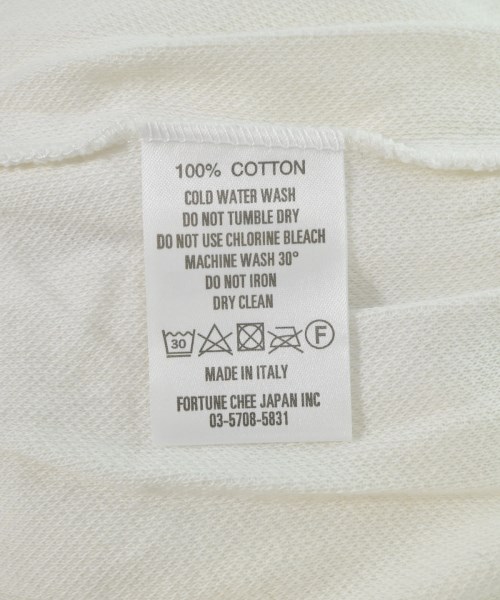 100% COTTON
COLD WATER WASH
DO NOT TUMBLE DRY
DO NOT USE CHLORINE BLEACH
MACHINE WASH 30°
DO NOT IRON
DRY CLEAN
30 F
MADE IN ITALY
FORTUNE CHEE JAPAN INC
03-5708-5831